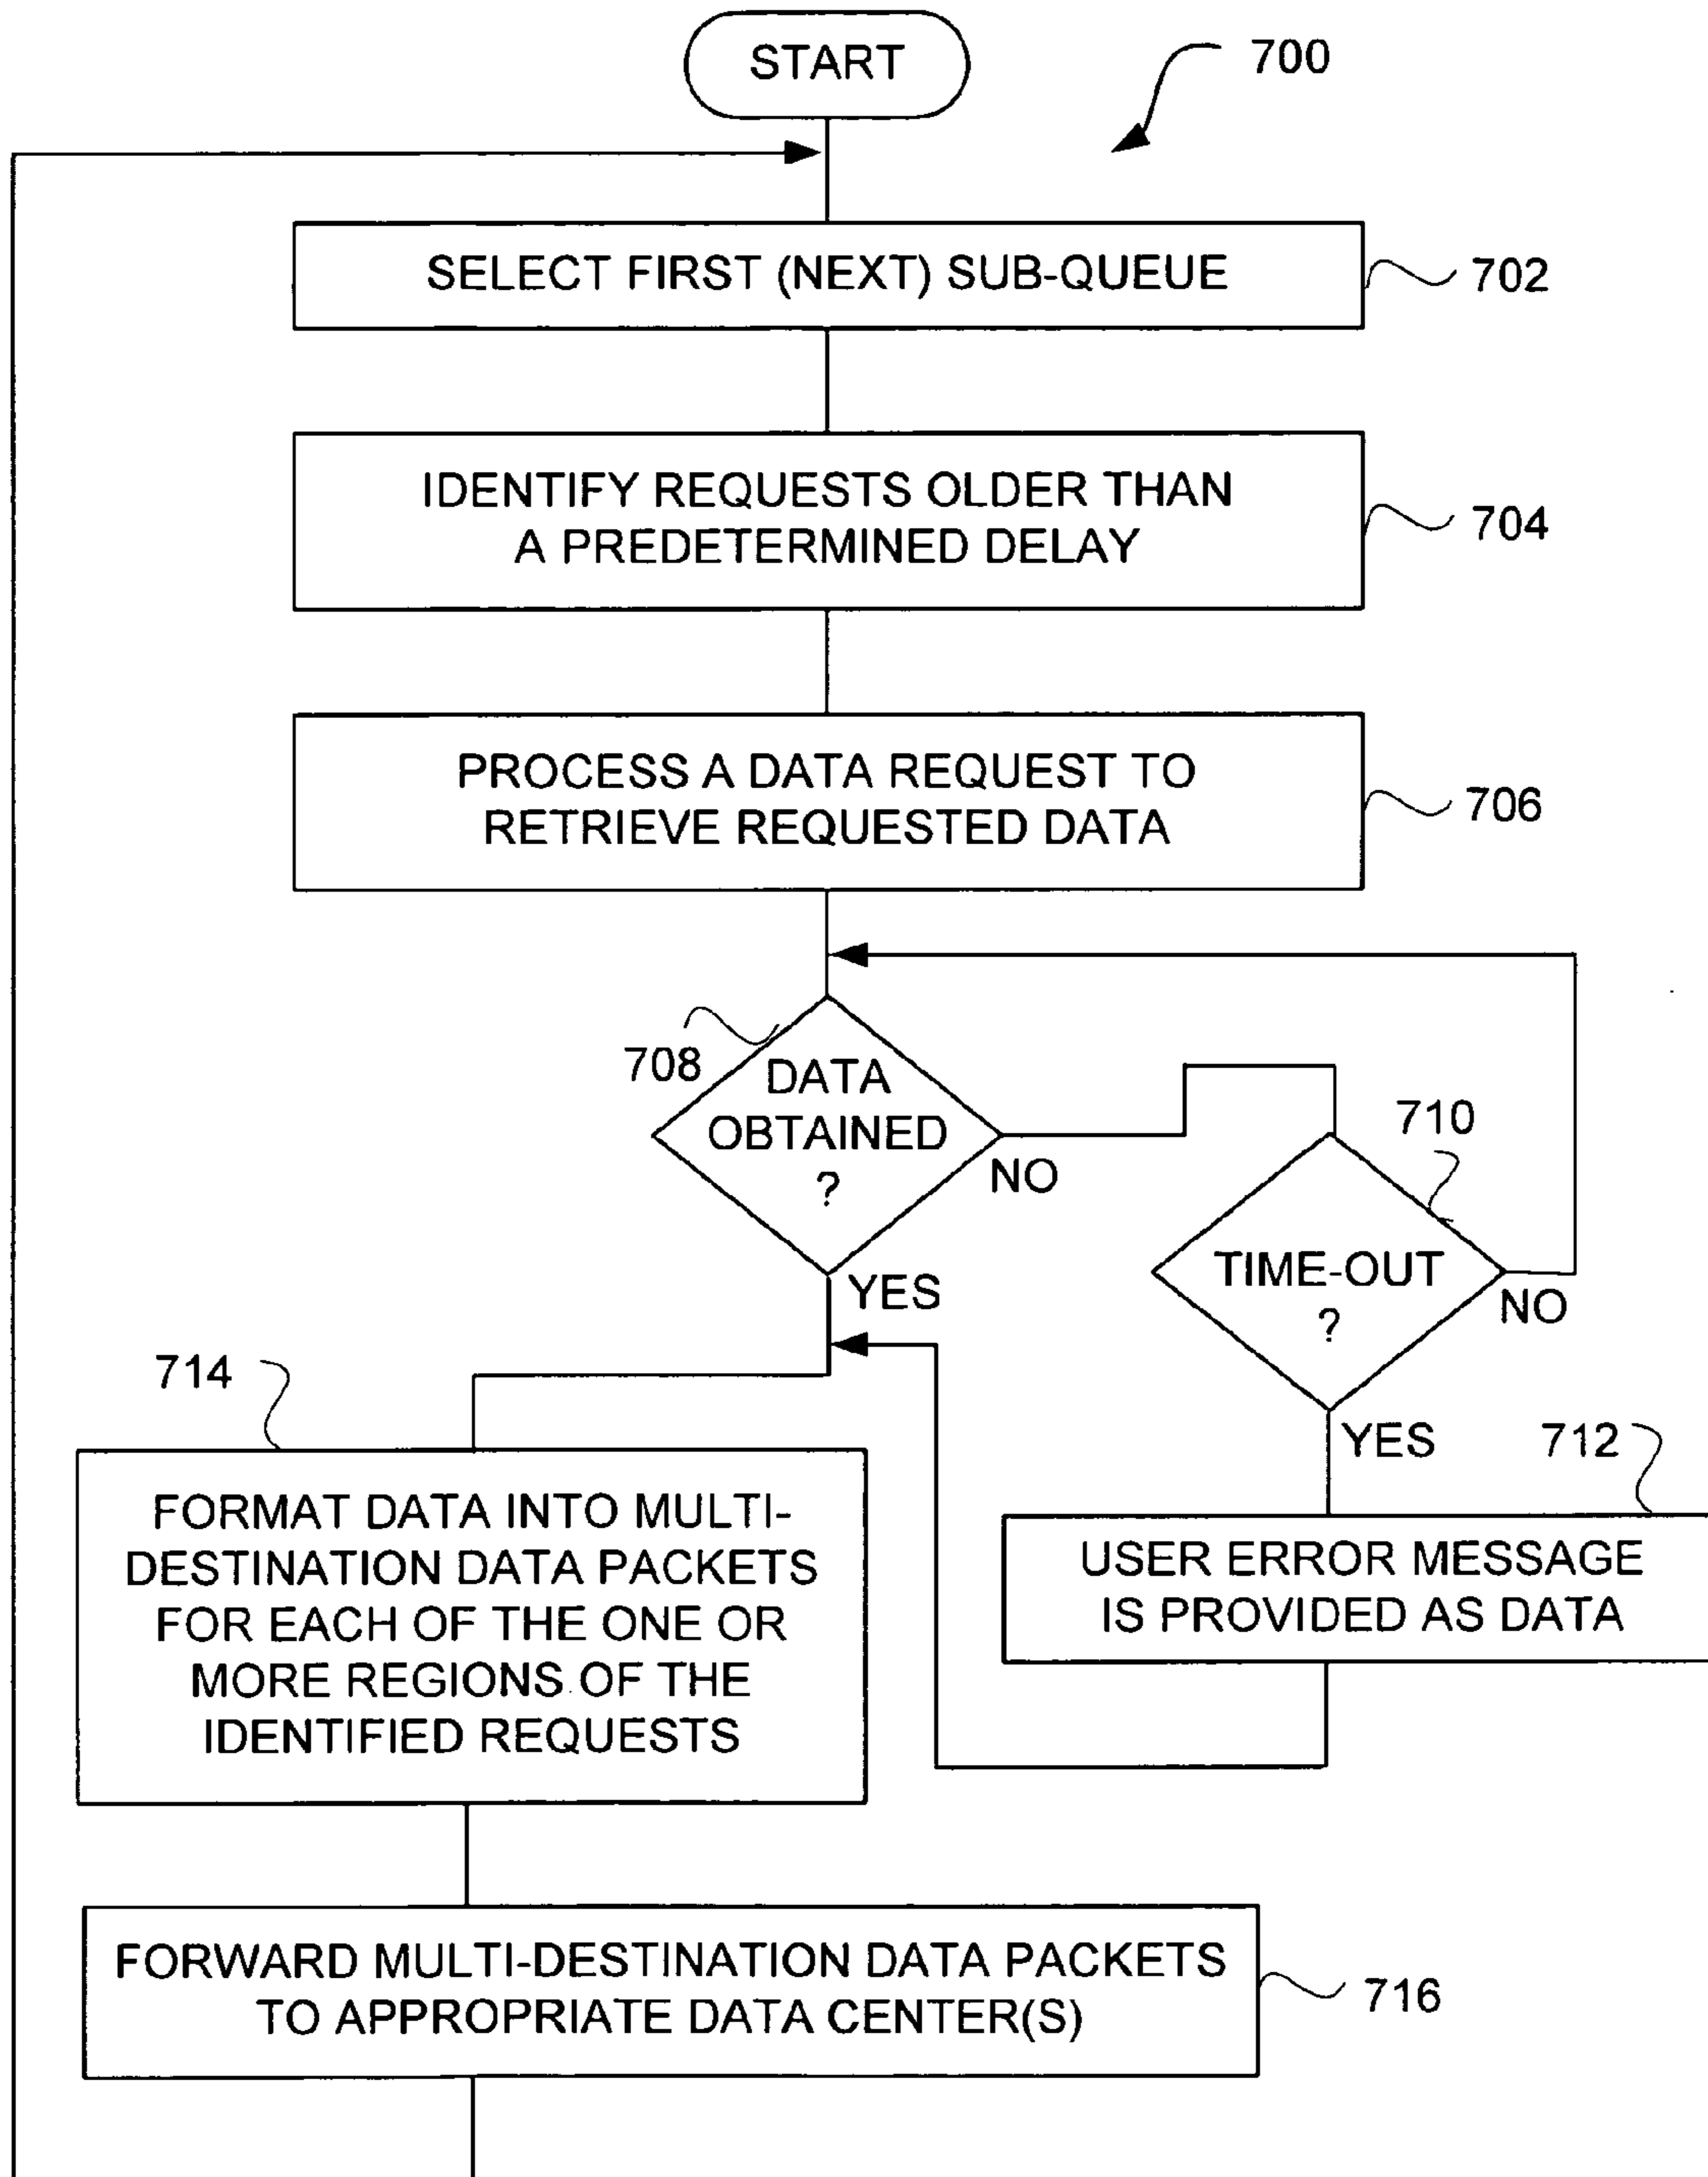 START
700
SELECT FIRST (NEXT) SUB-QUEUE
702
IDENTIFY REQUESTS OLDER THAN
A PREDETERMINED DELAY
704
PROCESS A DATA REQUEST TO
RETRIEVE REQUESTED DATA
706
708
DATA
OBTAINED
?
NO
YES
710
TIME-OUT
?
NO
YES
712
USER ERROR MESSAGE
IS PROVIDED AS DATA
714
FORMAT DATA INTO MULTI-
DESTINATION DATA PACKETS
FOR EACH OF THE ONE OR
MORE REGIONS OF THE
IDENTIFIED REQUESTS
FORWARD MULTI-DESTINATION DATA PACKETS
TO APPROPRIATE DATA CENTER(S)
716